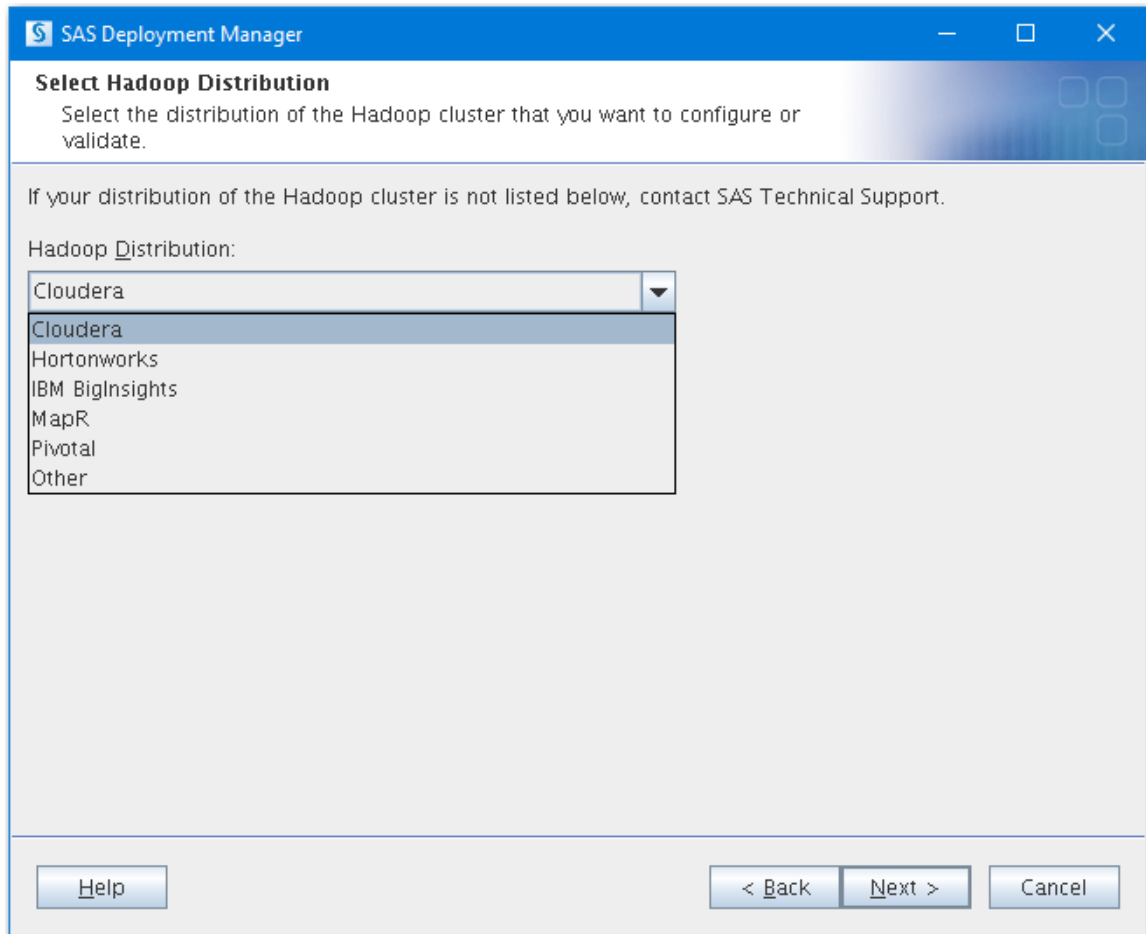 SAS Deployment Manager
Select Hadoop Distribution
Select the distribution of the Hadoop cluster that you want to configure or
validate.
If your distribution of the Hadoop cluster is not listed below, contact SAS Technical Support.
Hadoop Distribution:
Cloudera
Cloudera
Hortonworks
IBM BigInsights
MapR
Pivotal
Other
Help
< Back
Next >
Cancel